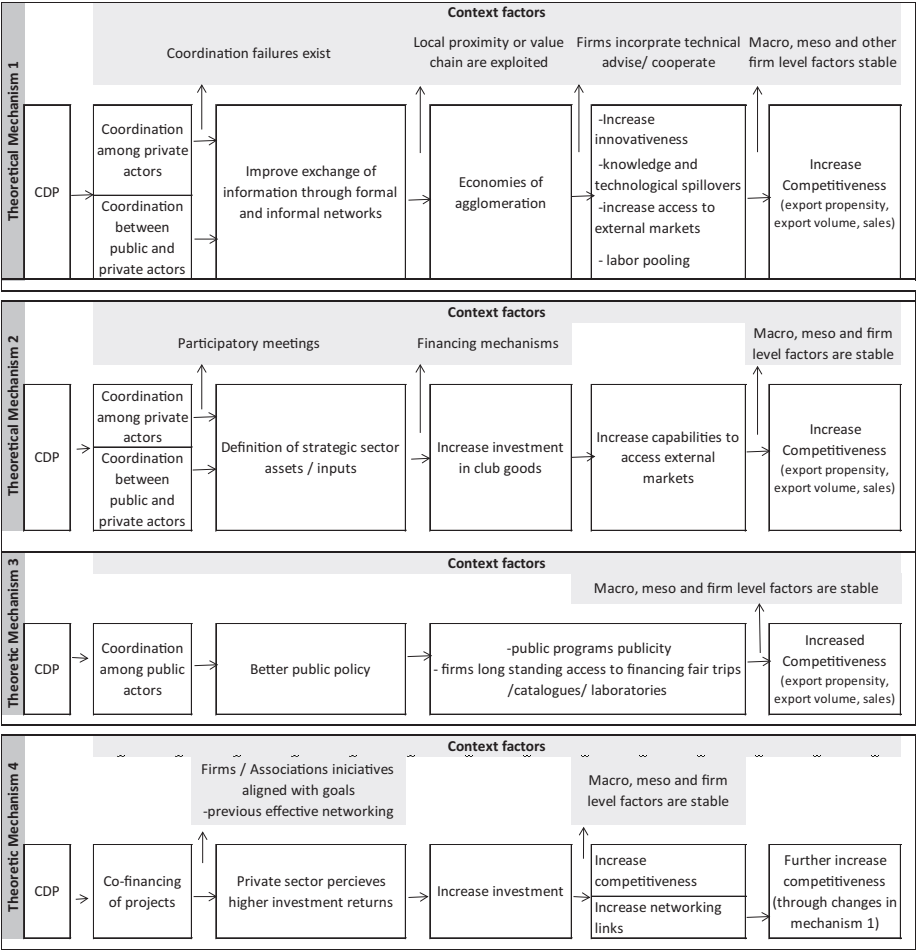 Theoretical Mechanism 1
Context factors
Coordination failures exist
Local proximity or value
chain are exploited
Firms incorprate technical
advise/ cooperate
Macro, meso and other
firm level factors stable
CDP
Coordination
among private
actors
Coordination
between
public and
private actors
Improve exchange of
information through formal
and informal networks
Economies of
agglomeration
-Increase
innovativeness
-knowledge and
technological spillovers
-increase access to
external markets
- labor pooling
Increase
Competitiveness
(export propensity,
export volume, sales)
Theoretical Mechanism 2
Context factors
Participatory meetings
Financing mechanisms
Macro, meso and firm
level factors are stable
CDP
Coordination
among private
actors
Coordination
between
public and
private actors
Definition of strategic sector
assets / inputs
Increase investment
in club goods
Increase capabilities to
access external
markets
Increase
Competitiveness
(export propensity,
export volume, sales)
Theoretic Mechanism 3
Context factors
Macro, meso and firm level factors are stable
CDP
Coordination
among public
actors
Better public policy
-public programs publicity
- firms long standing access to financing fair trips
/catalogues/ laboratories
Increased
Competitiveness
(export propensity,
export volume, sales)
Theoretic Mechanism 4
Context factors
Firms / Associations iniciatives
aligned with goals
-previous effective networking
Macro, meso and firm
level factors are stable
CDP
Co-financing
of projects
Private sector percieves
higher investment returns
Increase investment
Increase
competitiveness
Increase networking
links
Further increase
competitiveness
(through changes in
mechanism 1)